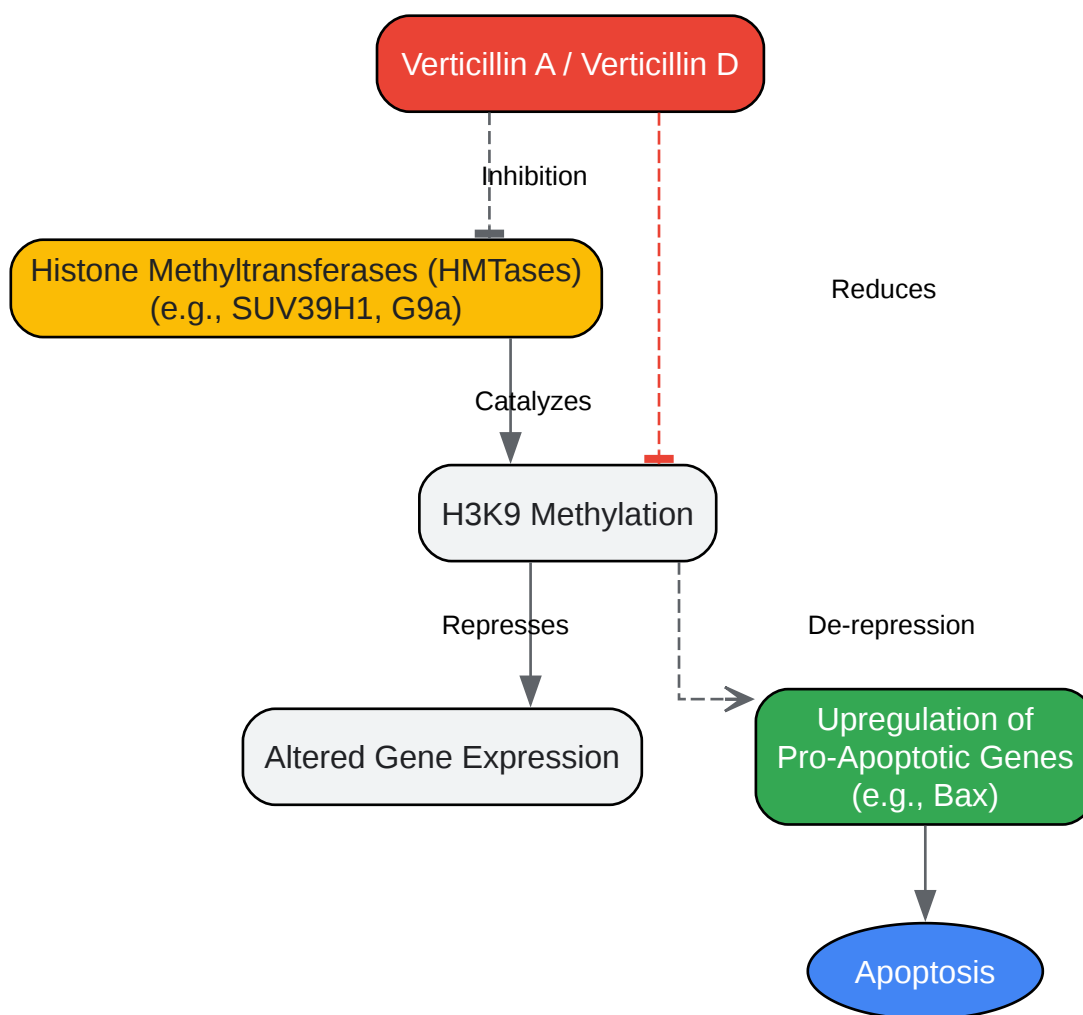 Verticillin A / Verticillin D
Inhibition
Histone Methyltransferases (HMTases)
(e.g., SUV39H1, G9a)
Reduces
Catalyzes
H3K9 Methylation
Represses
De-repression
Altered Gene Expression
Upregulation of
Pro-Apoptotic Genes
(e.g., Bax)
Apoptosis